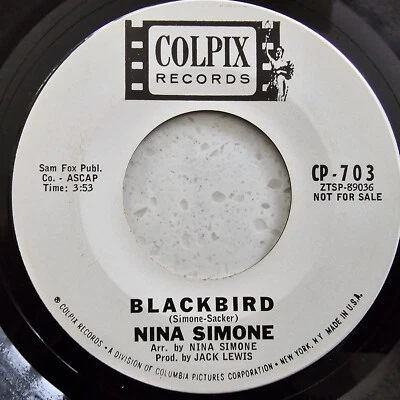 COLPIX
RECORDS
Sam Fox Publ.
Co. - ASCAP
Time: 3:53
CP-703
ZTSP-89036
NOT FOR SALE
BLACKBIRD
(Simone-Sacker)
NINA SIMONE
Arr. by NINA SIMONE
Prod. by JACK LEWIS
® COLPIX RECORDS - A DIVISION OF COLUMBIA PICTURES CORPORATION - NEW YORK, N.Y. MADE IN U.S.A.